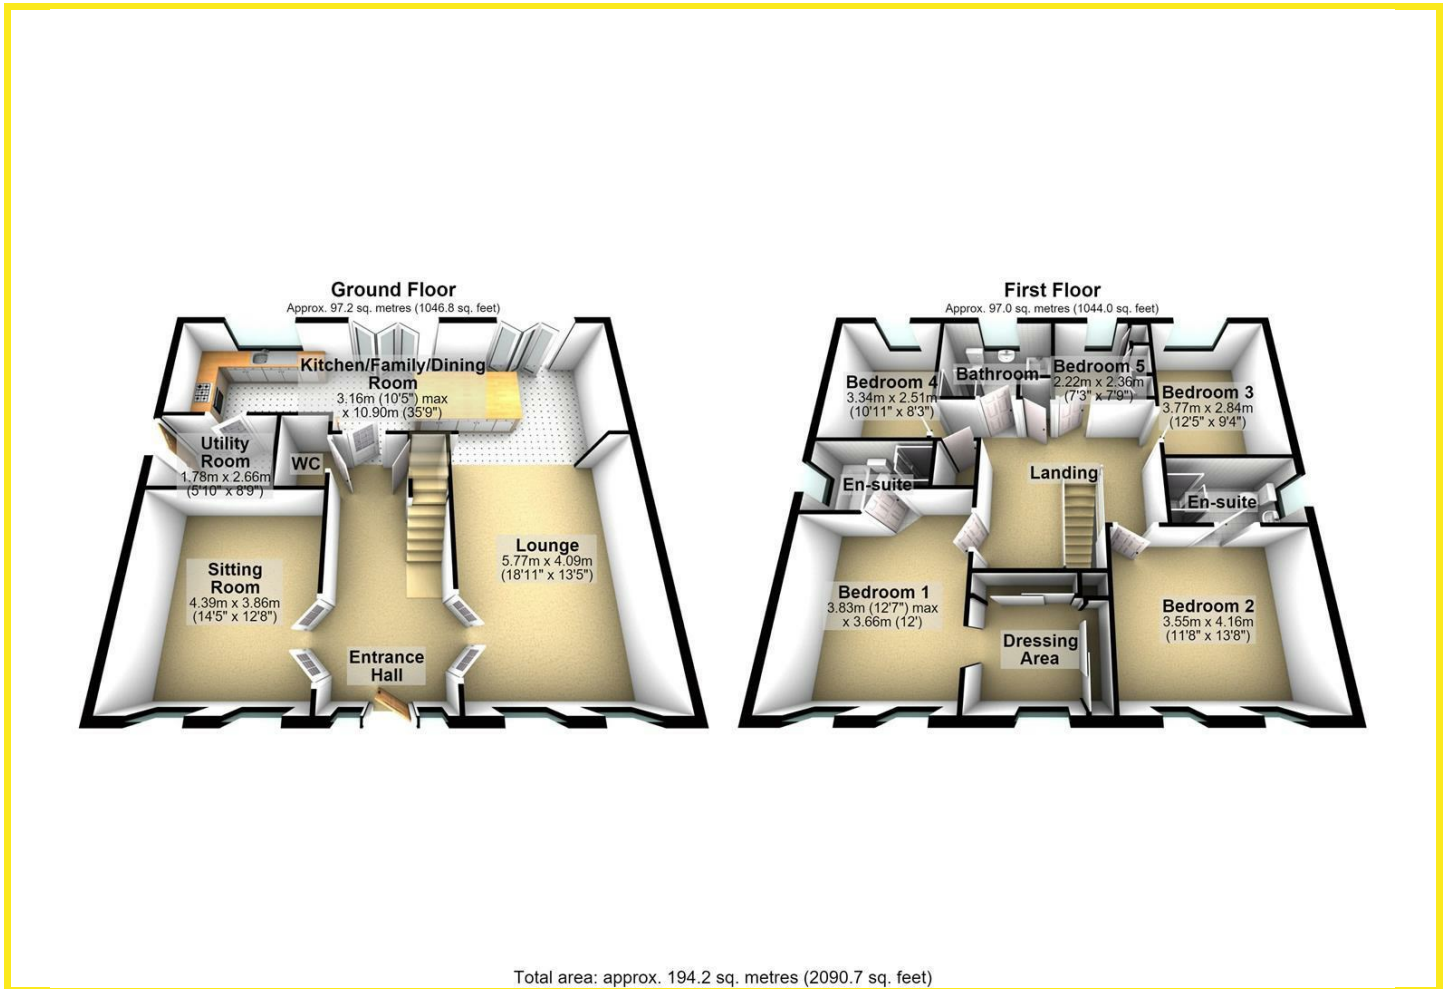 Ground Floor
Approx. 97.2 sq. metres (1046.8 sq. feet)
Kitchen/Family/Dining
Room
3.16m (10'5") max
x 10.90m (35'9")
Utility
Room
1.78m x 2.66m
(5'10" x 8'9")
WC
Sitting
Room
4.39m x 3.86m
(14'5" x 12'8")
Lounge
5.77m x 4.09m
(18'11" x 13'5")
Entrance
Hall
First Floor
Approx. 97.0 sq. metres (1044.0 sq. feet)
Bedroom 4
3.34m x 2.51m
(10'11" x 8'3")
Bathroom
Bedroom 5
2.22m x 2.36m
(7'3" x 7'9")
Bedroom 3
3.77m x 2.84m
(12'5" x 9'4")
En-suite
Landing
En-suite
Bedroom 1
3.83m (12'7") max
x 3.66m (12')
Dressing
Area
Bedroom 2
3.55m x 4.16m
(11'8" x 13'8")
Total area: approx. 194.2 sq. metres (2090.7 sq. feet)